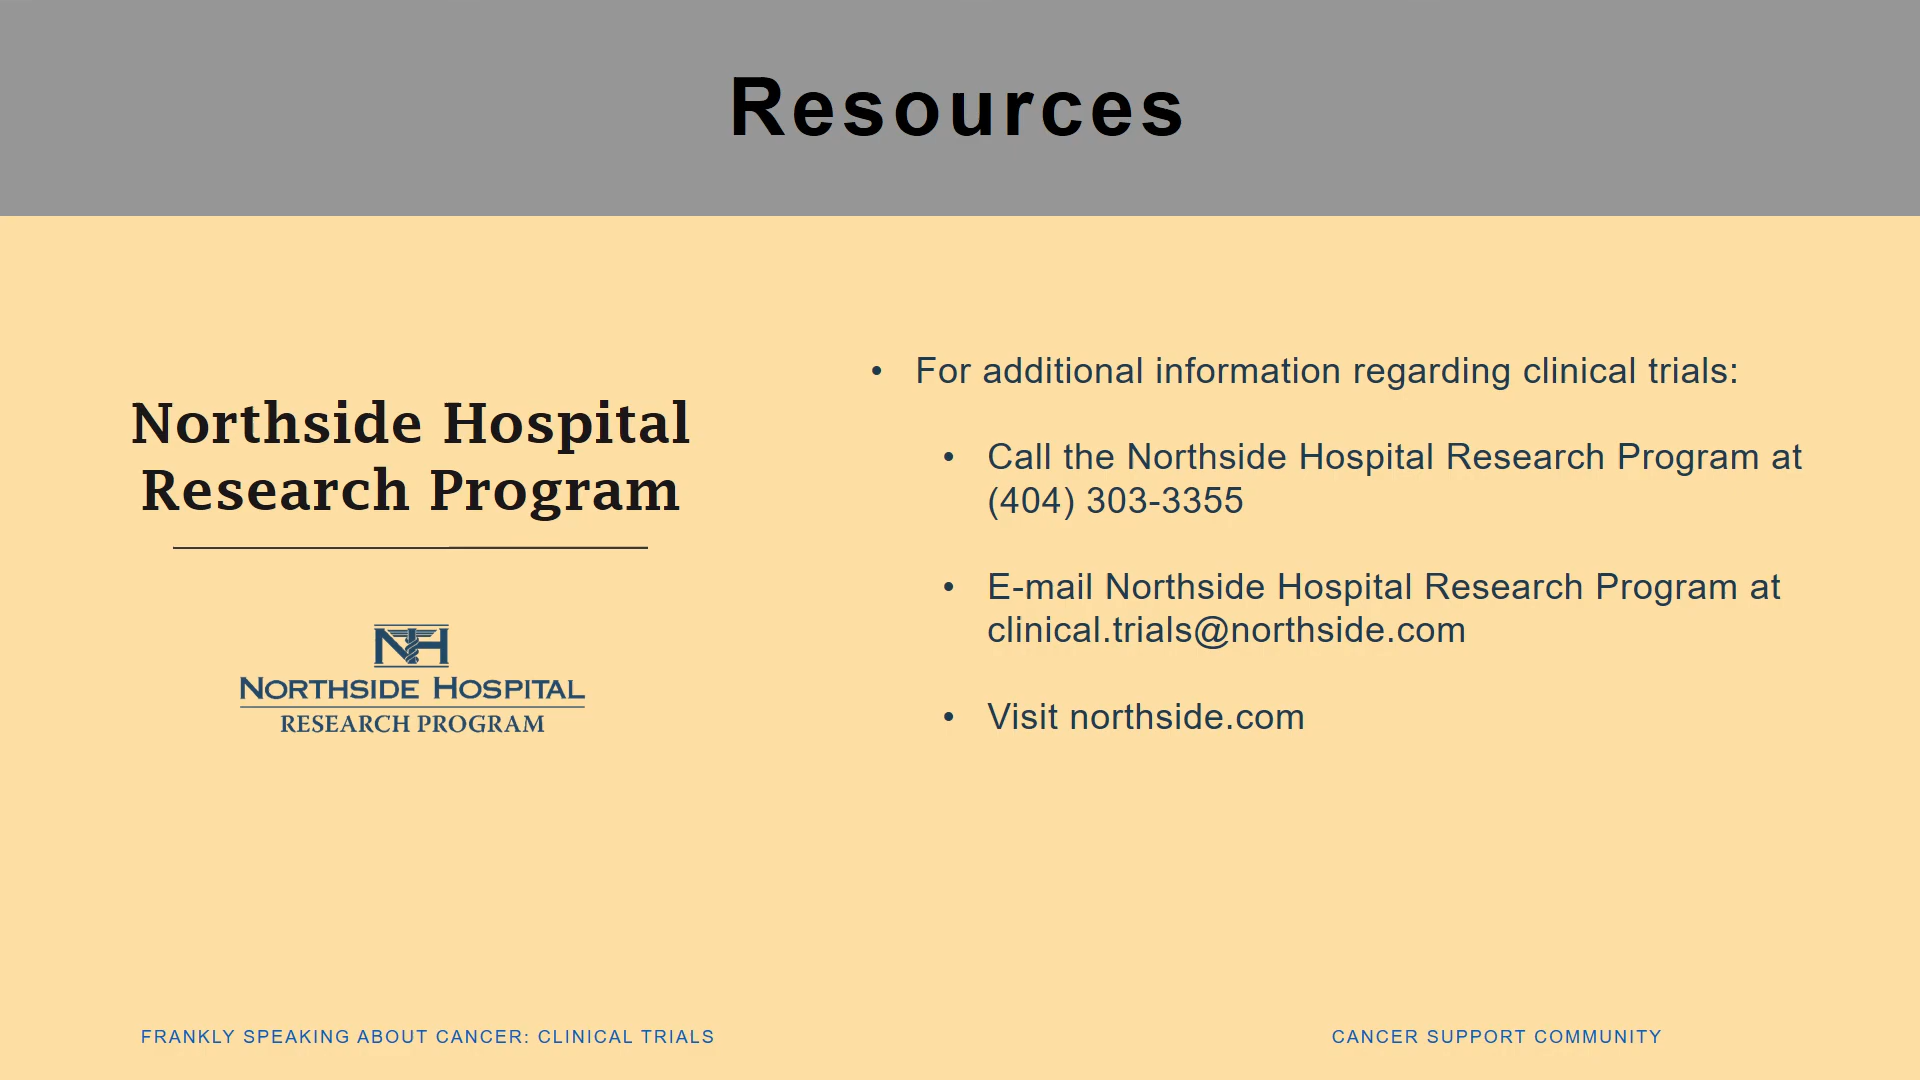 Resources
Northside Hospital
Research Program
NORTHSIDE HOSPITAL
RESEARCH PROGRAM
• For additional information regarding clinical trials:
• Call the Northside Hospital Research Program at
(404) 303-3355
• E-mail Northside Hospital Research Program at
clinical.trials@northside.com
• Visit northside.com
FRANKLY SPEAKING ABOUT CANCER: CLINICAL TRIALS
CANCER SUPPORT COMMUNITY